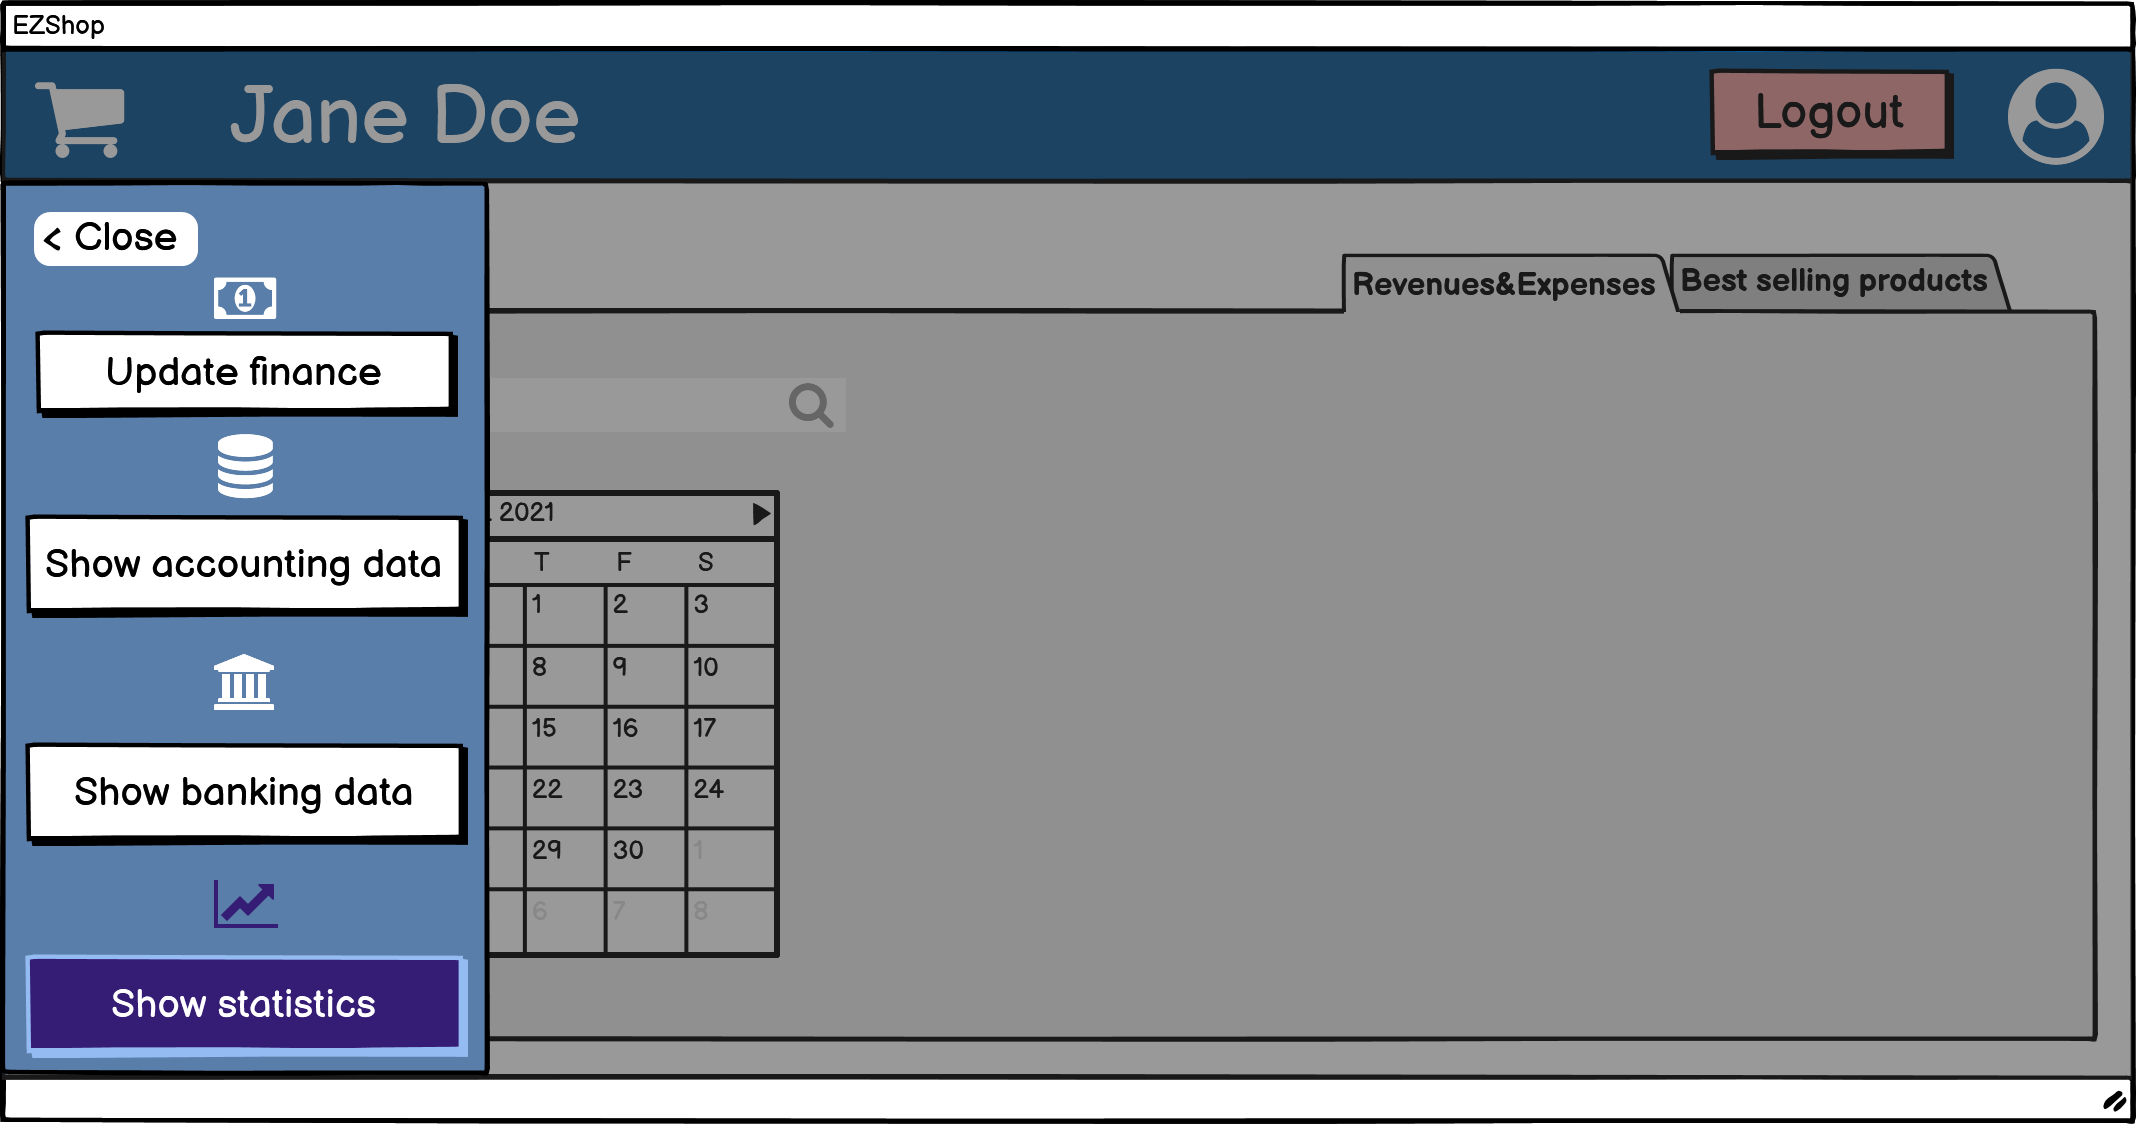 EZShop
Jane Doe
Logout
< Close
Revenues&Expenses
Best selling products
1
Update finance
Show accounting data
Show banking data
Show statistics
2021
T F S
1 2 3
8 9 10
15 16 17
22 23 24
29 30 1
6 7 8